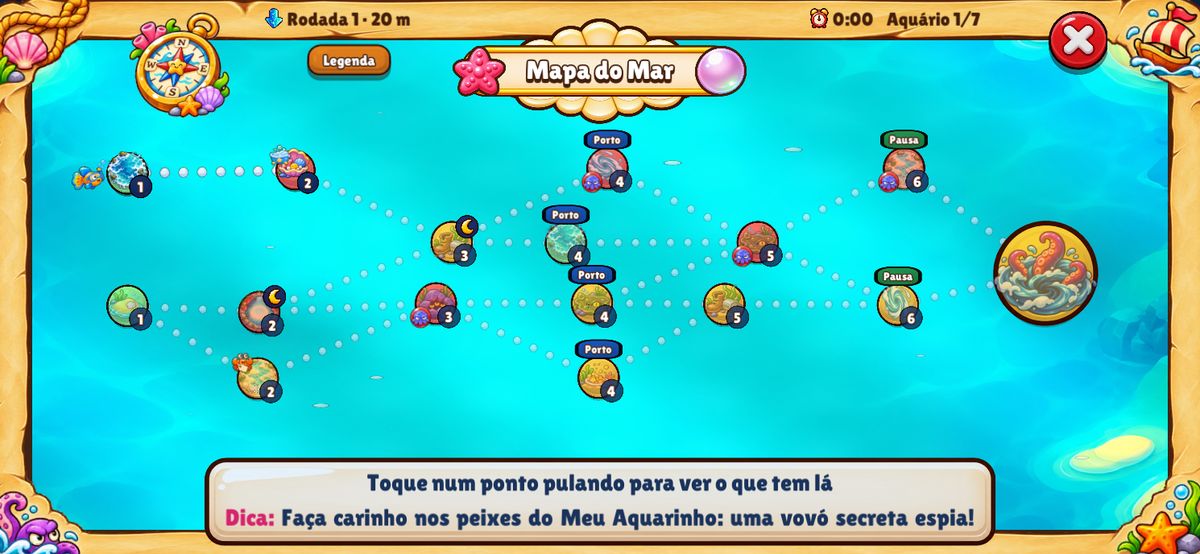 Rodada 1 · 20 m
0:00 Aquário 1/7
N
W E
S
Legenda
Mapa do Mar
Porto
Pausa
1
2
4
6
Porto
3
4
5
Porto
Pausa
1
2
3
4
5
6
Porto
2
4
Toque num ponto pulando para ver o que tem lá
Dica: Faça carinho nos peixes do Meu Aquarinho: uma vovó secreta espia!